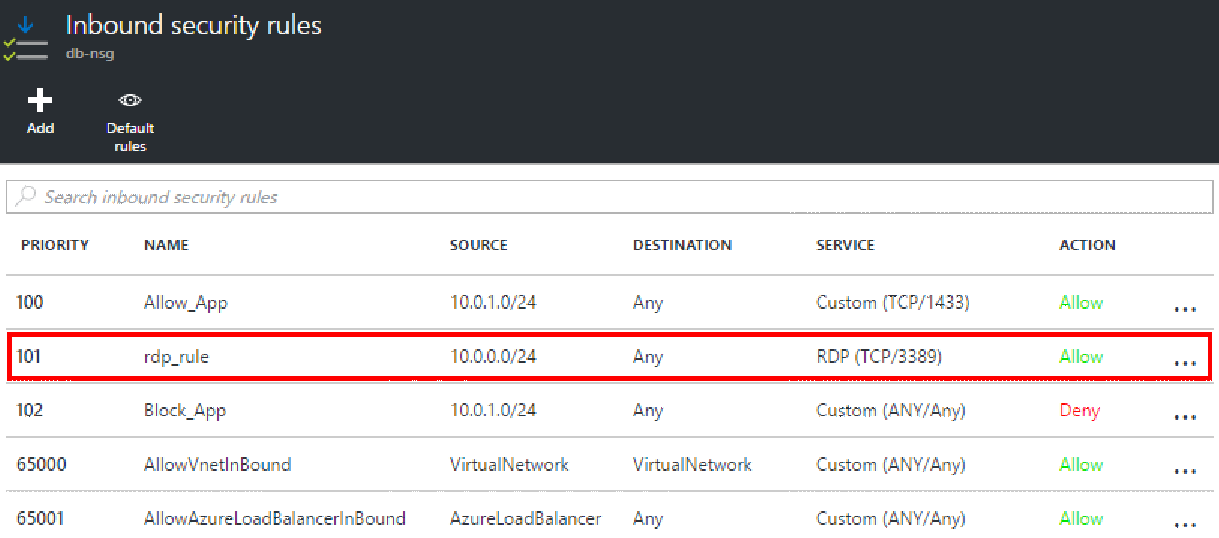 Inbound security rules
db-nsg
Add
Default
rules
Search inbound security rules
PRIORITY NAME SOURCE DESTINATION SERVICE ACTION
100 Allow_App 10.0.1.0/24 Any Custom (TCP/1433) Allow ...
101 rdp_rule 10.0.0.0/24 Any RDP (TCP/3389) Allow ...
102 Block_App 10.0.1.0/24 Any Custom (ANY/Any) Deny ...
65000 AllowVnetInBound VirtualNetwork VirtualNetwork Custom (ANY/Any) Allow ...
65001 AllowAzureLoadBalancerInBound AzureLoadBalancer Any Custom (ANY/Any) Allow ...